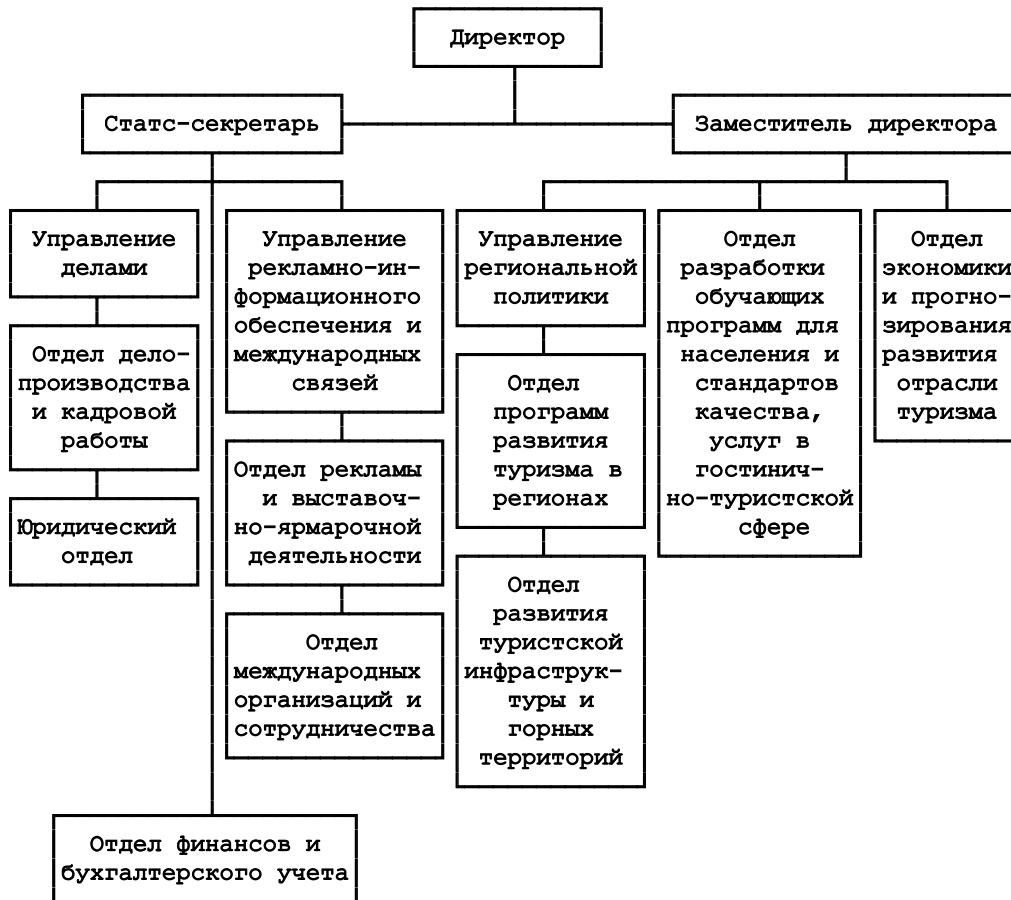 Директор
Статс-секретарь
Заместитель директора
Управление
делами
Управление
рекламно-ин-
формационного
обеспечения и
международных
связей
Управление
региональной
политики
Отдел
разработки
обучающих
программ для
населения и
стандартов
качества,
услуг в
гостинич-
но-туристской
сфере
Отдел
экономики
и прогно-
зирования
развития
отрасли
туризма
Отдел дело-
производства
и кадровой
работы
Отдел
программ
развития
туризма в
регионах
Отдел рекламы
и выставоч-
но-ярмарочной
деятельности
Юридический
отдел
Отдел
развития
туристской
инфраструк-
туры и
горных
территорий
Отдел
международных
организаций и
сотрудничества
Отдел финансов и
бухгалтерского учета